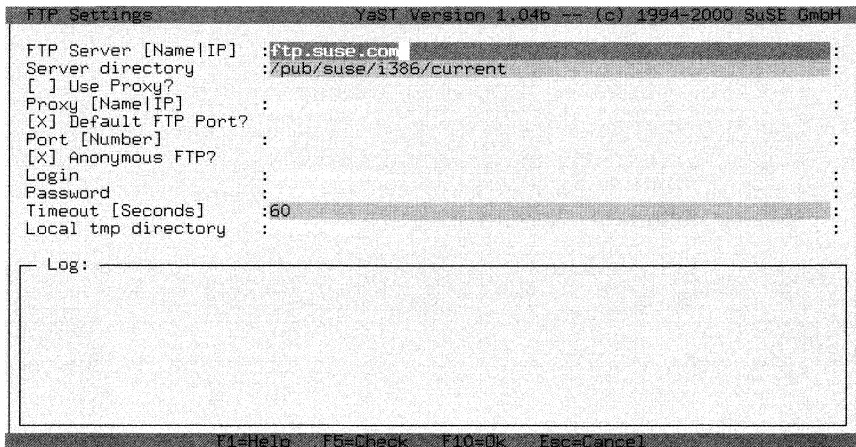 FTP Settings YaST Version 1.04b -- (c) 1994-2000 SuSE GmbH
FTP Server [Name|IP] :ftp.suse.com :
Server directory :/pub/suse/i386/current :
[ ] Use Proxy?
Proxy [Name|IP] : :
[X] Default FTP Port?
Port [Number] : :
[X] Anonymous FTP?
Login : :
Password : :
Timeout [Seconds] :60 :
Local tmp directory : :
Log:
F1=Help F5=Check F10=Ok Esc=Cancel